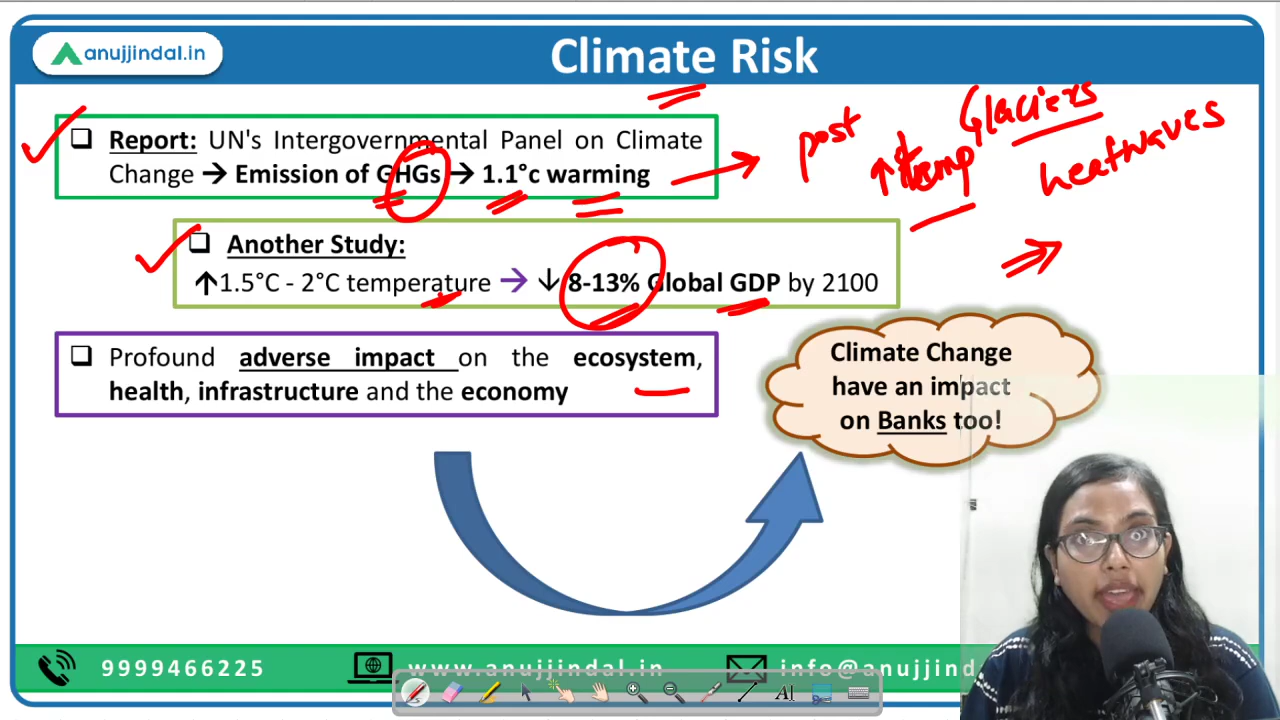 anujjindal.in
Climate Risk
❑ Report: UN's Intergovernmental Panel on Climate
Change → Emission of GHGs → 1.1°c warming
post
↑ temp
Glaciers
heatwaves
❑ Another Study:
↑1.5°C - 2°C temperature → ↓ 8-13% Global GDP by 2100
❑ Profound adverse impact on the ecosystem,
health, infrastructure and the economy
Climate Change
have an impact
on Banks too!
9999466225
www.anujjindal.in
info@anujjind